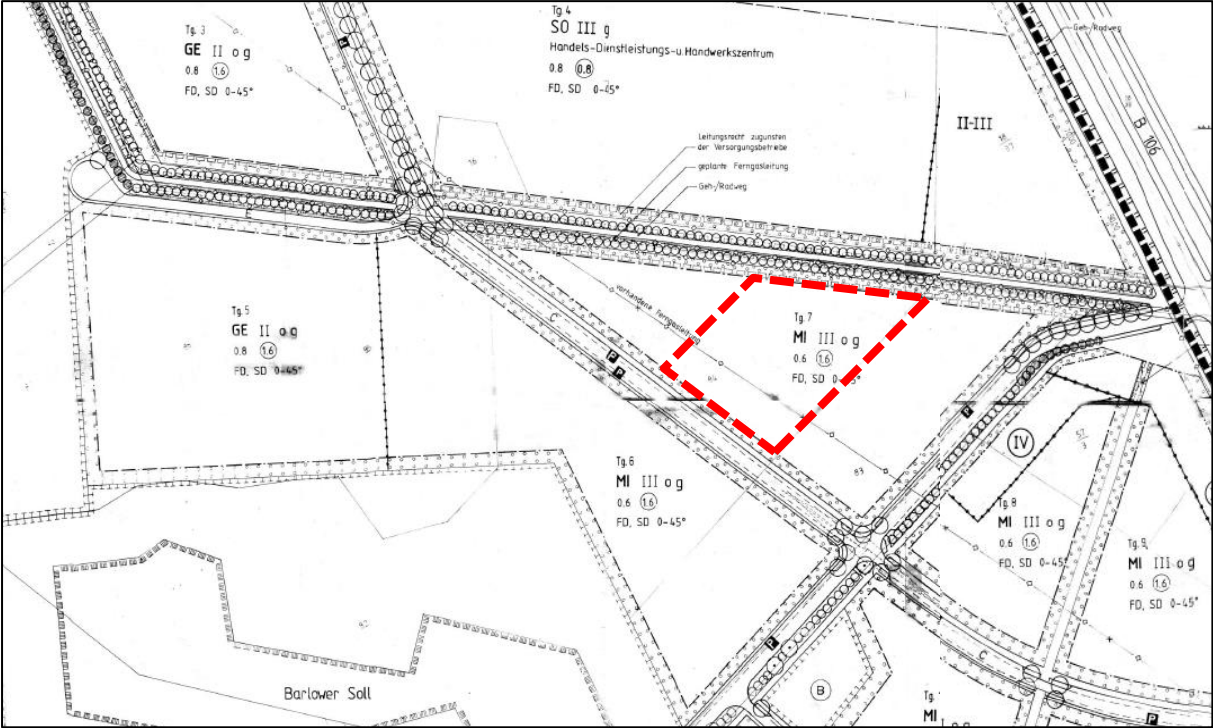 Tg. 3
GE II o g
0.8 1.6
FD, SD 0-45°
Tg. 4
SO III g
Handels-Dienstleistungs-u. Handwerkszentrum
0.8 0.8
FD, SD 0-45°
Geh-/Radweg
B 106
II-III
Leitungsrecht zugunsten
der Versorgungsbetriebe
geplante Ferngasleitung
Geh-/Radweg
P
Tg. 5
GE II o g
0.8 1.6
FD, SD 0-45°
vorhandene Ferngasleitung
C
P
P
Tg. 7
MI III o g
0.6 1.6
FD, SD 0-45°
P
IV
57
3
83
Tg. 6
MI III o g
0.6 1.6
FD, SD 0-45°
Tg. 8
MI III o g
0.6 1.6
FD, SD 0-45°
Tg. 9
MI III o g
0.6 1.6
FD, SD 0-45°
Barlower Soll
P
B
C
P
Tg.
MI